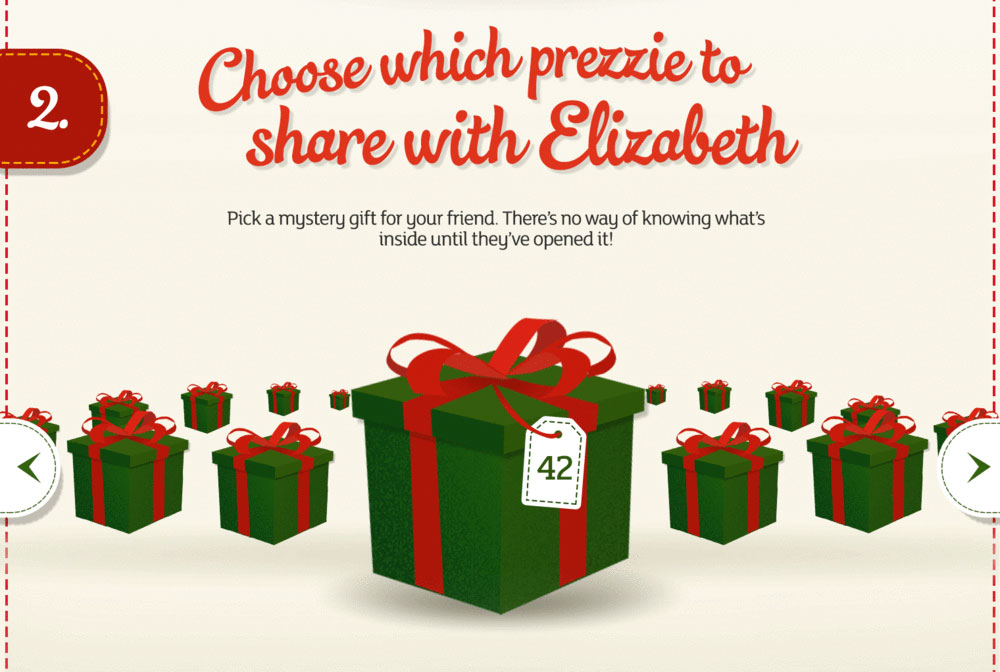 2.
Choose which prezzie to
share with Elizabeth
Pick a mystery gift for your friend. There's no way of knowing what's
inside until they've opened it!
42